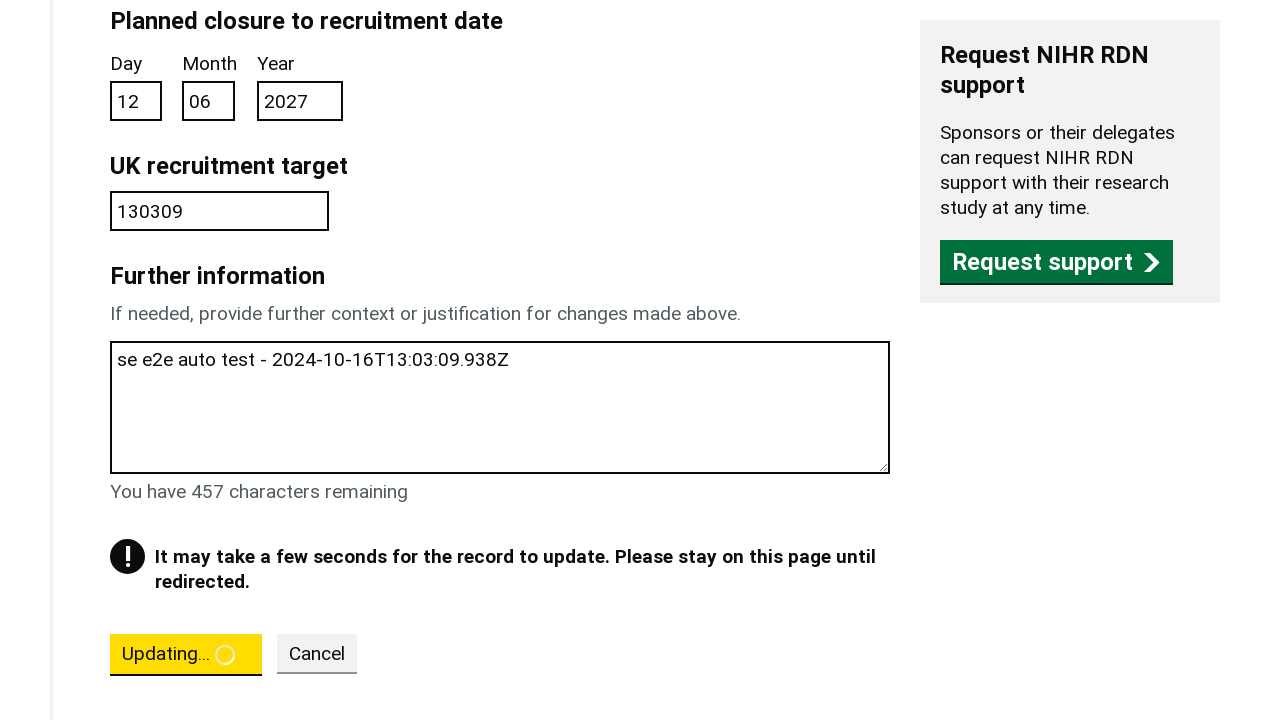 Planned closure to recruitment date
Day Month Year
12 06 2027
UK recruitment target
130309
Further information
If needed, provide further context or justification for changes made above.
se e2e auto test - 2024-10-16T13:03:09.938Z
You have 457 characters remaining
! It may take a few seconds for the record to update. Please stay on this page until
redirected.
Updating... Cancel
Request NIHR RDN
support
Sponsors or their delegates
can request NIHR RDN
support with their research
study at any time.
Request support